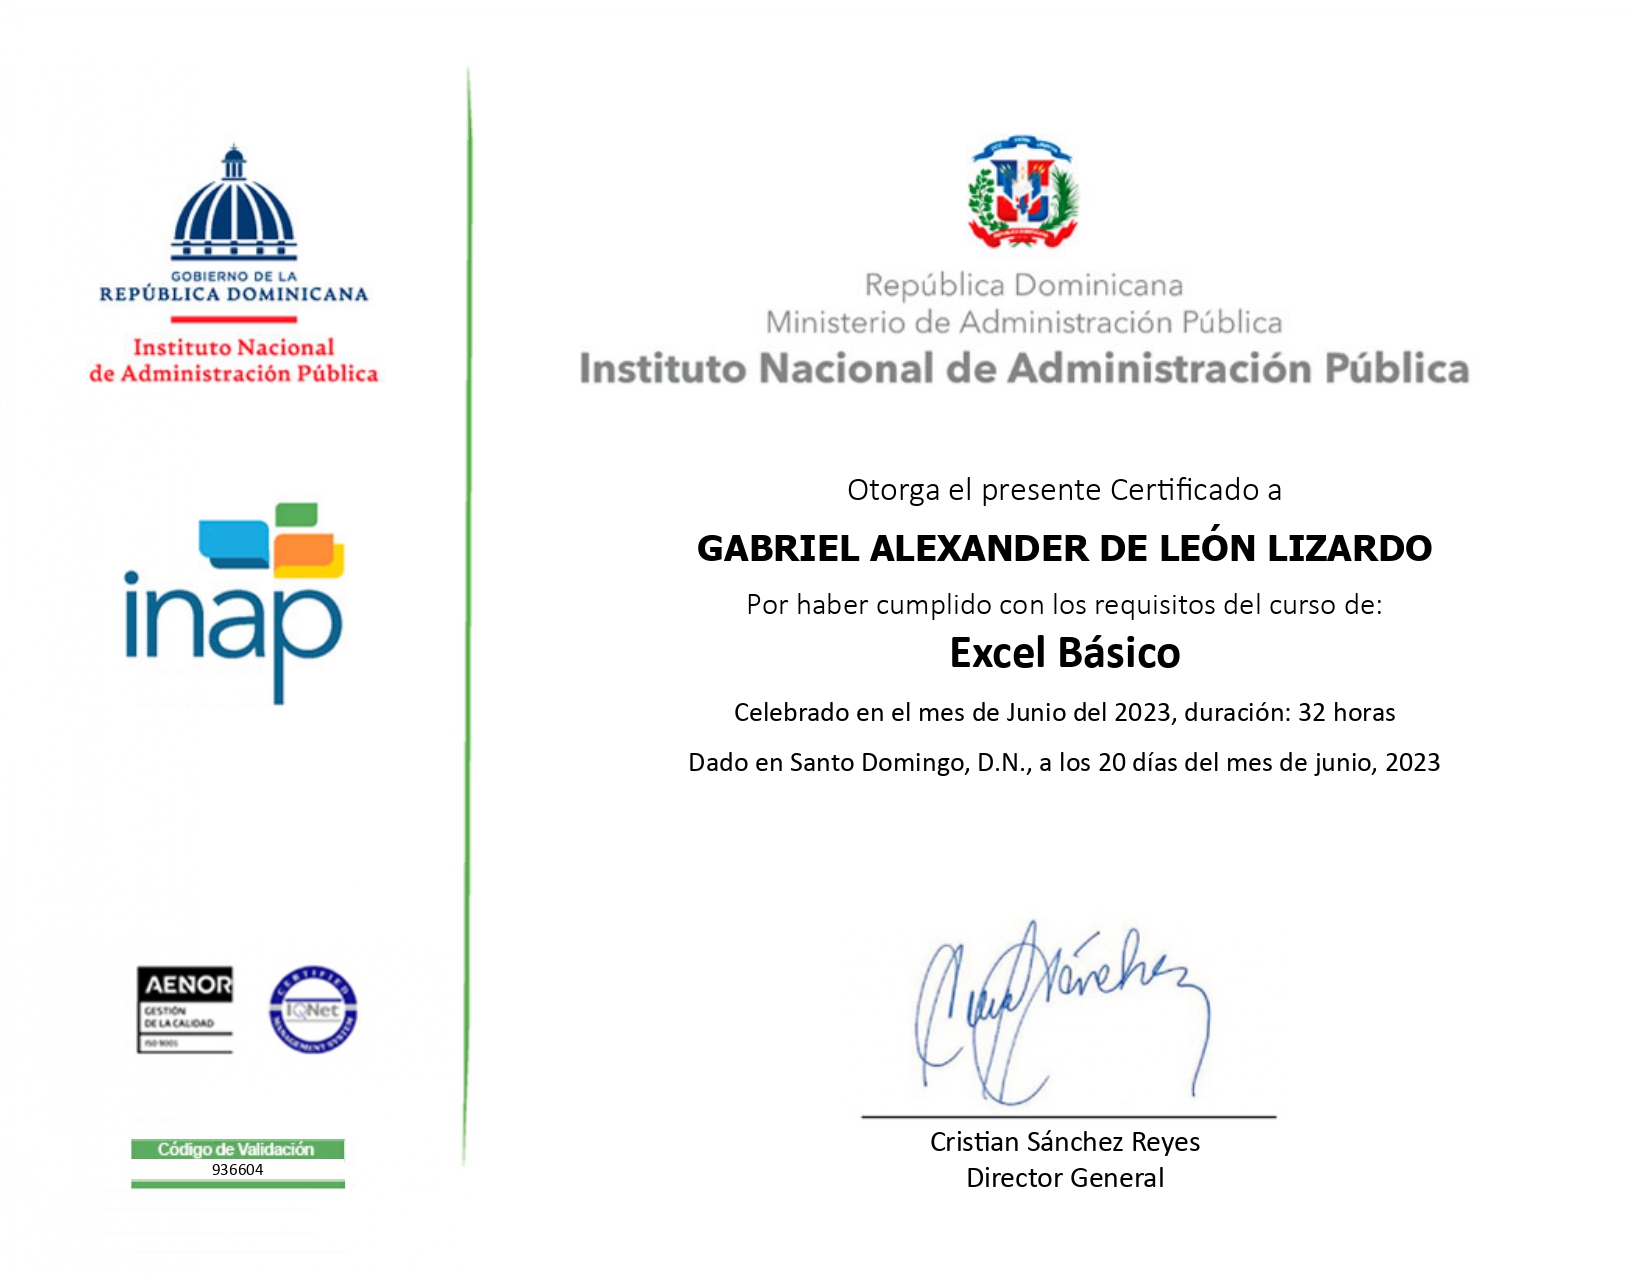 GOBIERNO DE LA
REPÚBLICA DOMINICANA
Instituto Nacional
de Administración Pública
inap
AENOR
GESTIÓN
DE LA CALIDAD
ISO 9001
CERTIFIED
IQNet
MANAGEMENT SYSTEM
Código de Validación
936604
República Dominicana
Ministerio de Administración Pública
Instituto Nacional de Administración Pública
Otorga el presente Certificado a
GABRIEL ALEXANDER DE LEÓN LIZARDO
Por haber cumplido con los requisitos del curso de:
Excel Básico
Celebrado en el mes de Junio del 2023, duración: 32 horas
Dado en Santo Domingo, D.N., a los 20 días del mes de junio, 2023
Cristian Sánchez Reyes
Director General